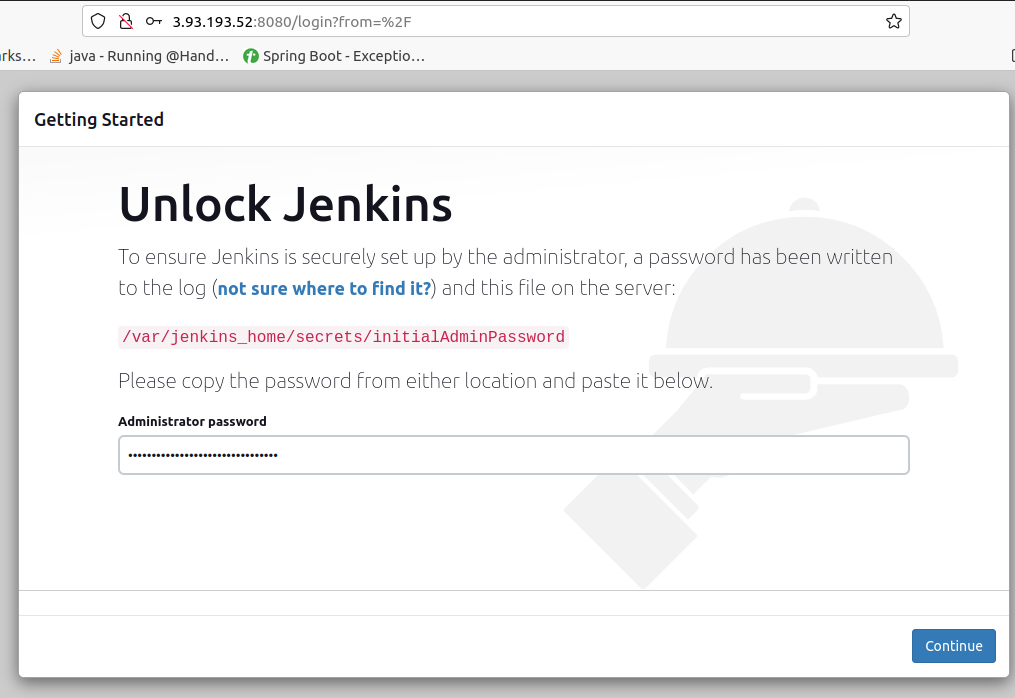 3.93.193.52:8080/login?from=%2F
rks... java - Running @Hand... Spring Boot - Exceptio...
Getting Started
Unlock Jenkins
To ensure Jenkins is securely set up by the administrator, a password has been written
to the log (not sure where to find it?) and this file on the server:
/var/jenkins_home/secrets/initialAdminPassword
Please copy the password from either location and paste it below.
Administrator password
••••••••••••••••••••••••••••••••
Continue